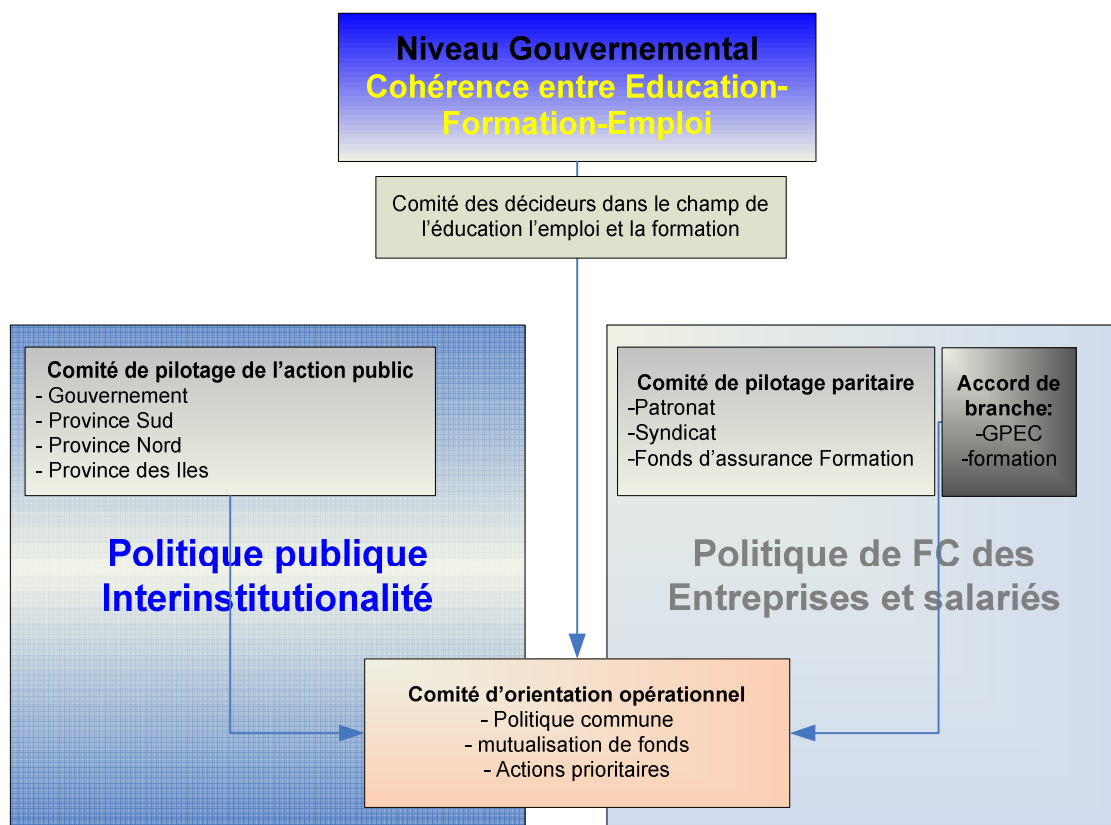 Niveau Gouvernemental
Cohérence entre Education-
Formation-Emploi
Comité des décideurs dans le champ de
l'éducation l'emploi et la formation
Comité de pilotage de l'action public
- Gouvernement
- Province Sud
- Province Nord
- Province des Iles
Politique publique
Interinstitutionalité
Comité de pilotage paritaire
-Patronat
-Syndicat
-Fonds d'assurance Formation
Accord de
branche:
-GPEC
-formation
Politique de FC des
Entreprises et salariés
Comité d'orientation opérationnel
- Politique commune
- mutualisation de fonds
- Actions prioritaires